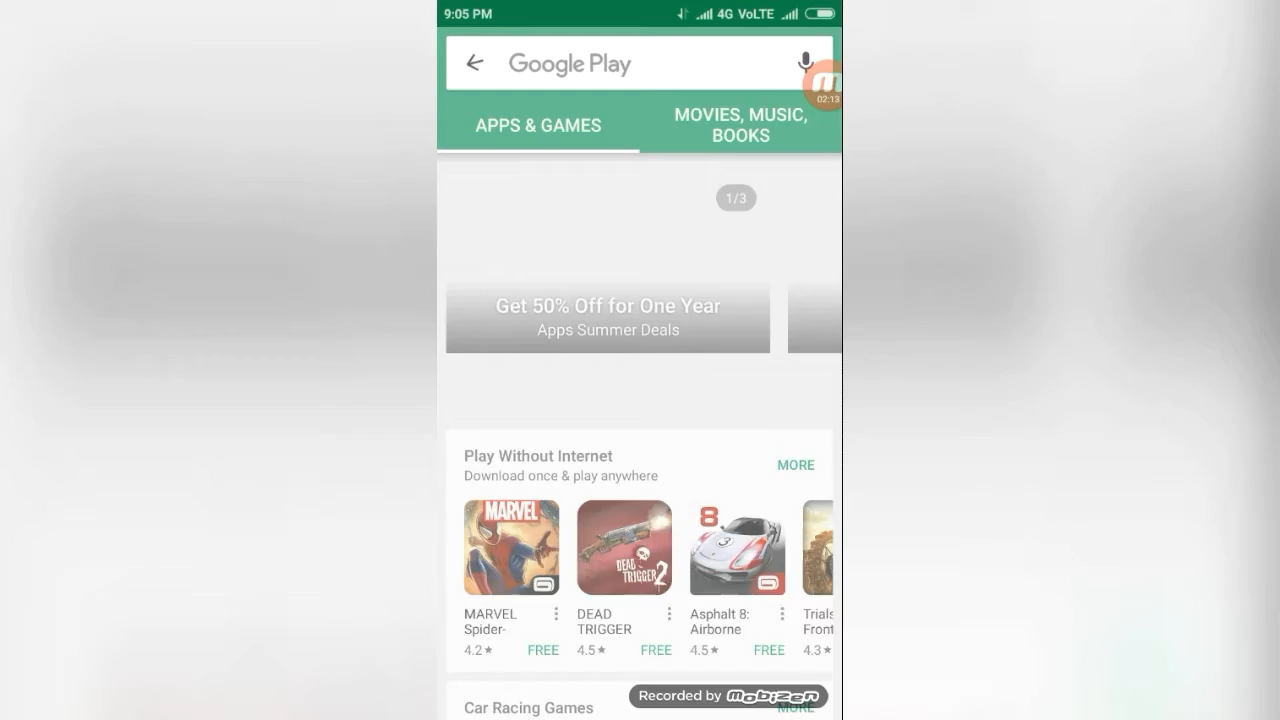 9:05 PM
4G VoLTE
Google Play
02:13
APPS & GAMES
MOVIES, MUSIC,
BOOKS
1/3
Get 50% Off for One Year
Apps Summer Deals
Play Without Internet
Download once & play anywhere
MORE
MARVEL
DEAD
TRIGGER 2
8
3
MARVEL
Spider-
4.2★
FREE
DEAD
TRIGGER
4.5★
FREE
Asphalt 8:
Airborne
4.5★
FREE
Trials
Front
4.3★
Car Racing Games
MORE
Recorded by mobizen